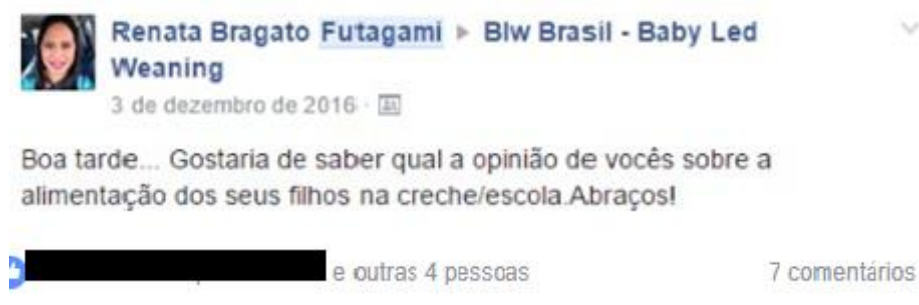 Renata Bragato Futagami ▶ Blw Brasil - Baby Led
Weaning
3 de dezembro de 2016 ·
Boa tarde... Gostaria de saber qual a opinião de vocês sobre a
alimentação dos seus filhos na creche/escola.Abraços!
e outras 4 pessoas 7 comentários